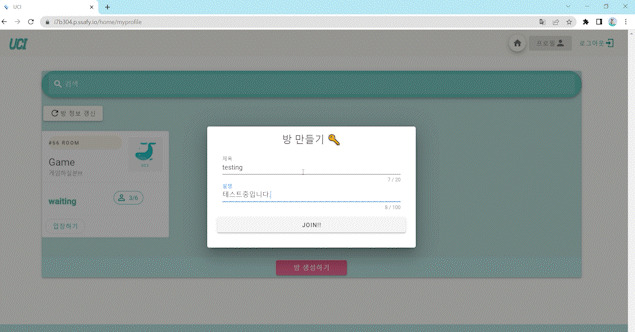 UCI
i7b304.p.ssafy.io/home/myprofile
UCI
프로필
로그아웃
검색
방 정보 갱신
#56 ROOM
Game
게임하실분!!!
waiting
3/6
입장하기
방 만들기
제목
testing
7 / 20
설명
테스트중입니다.
8 / 100
JOIN!!
방 생성하기